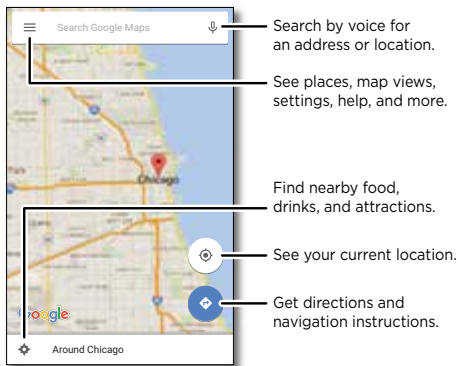 Search Google Maps
Search by voice for
an address or location.
See places, map views,
settings, help, and more.
Chicago
Find nearby food,
drinks, and attractions.
See your current location.
Get directions and
navigation instructions.
Google
Around Chicago